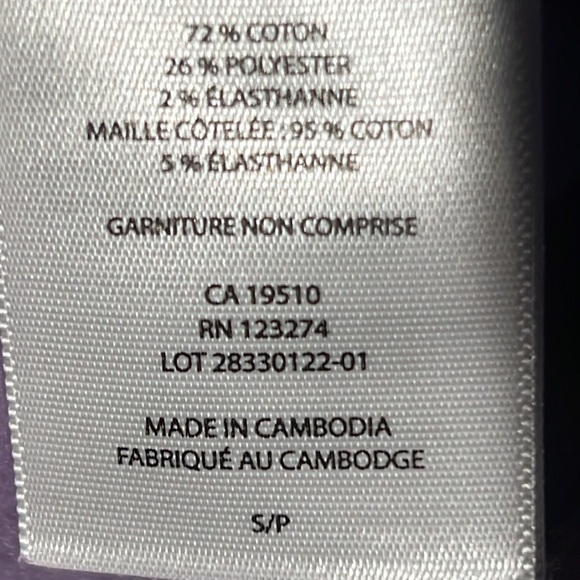 72 % COTON
26 % POLYESTER
2 % ÉLASTHANNE
MAILLE CÔTELÉE : 95 % COTON
5 % ÉLASTHANNE
GARNITURE NON COMPRISE
CA 19510
RN 123274
LOT 28330122-01
MADE IN CAMBODIA
FABRIQUÉ AU CAMBODGE
S/P